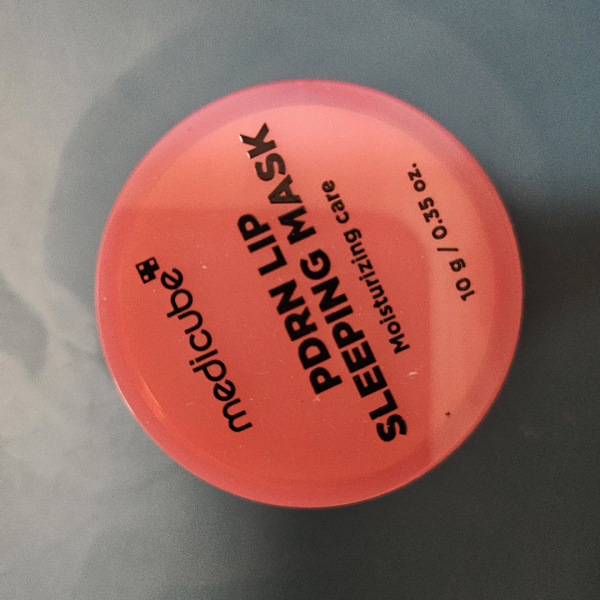 medicube
PDRN LIP
SLEEPING MASK
Moisturizing care
10 g / 0.35 oz.